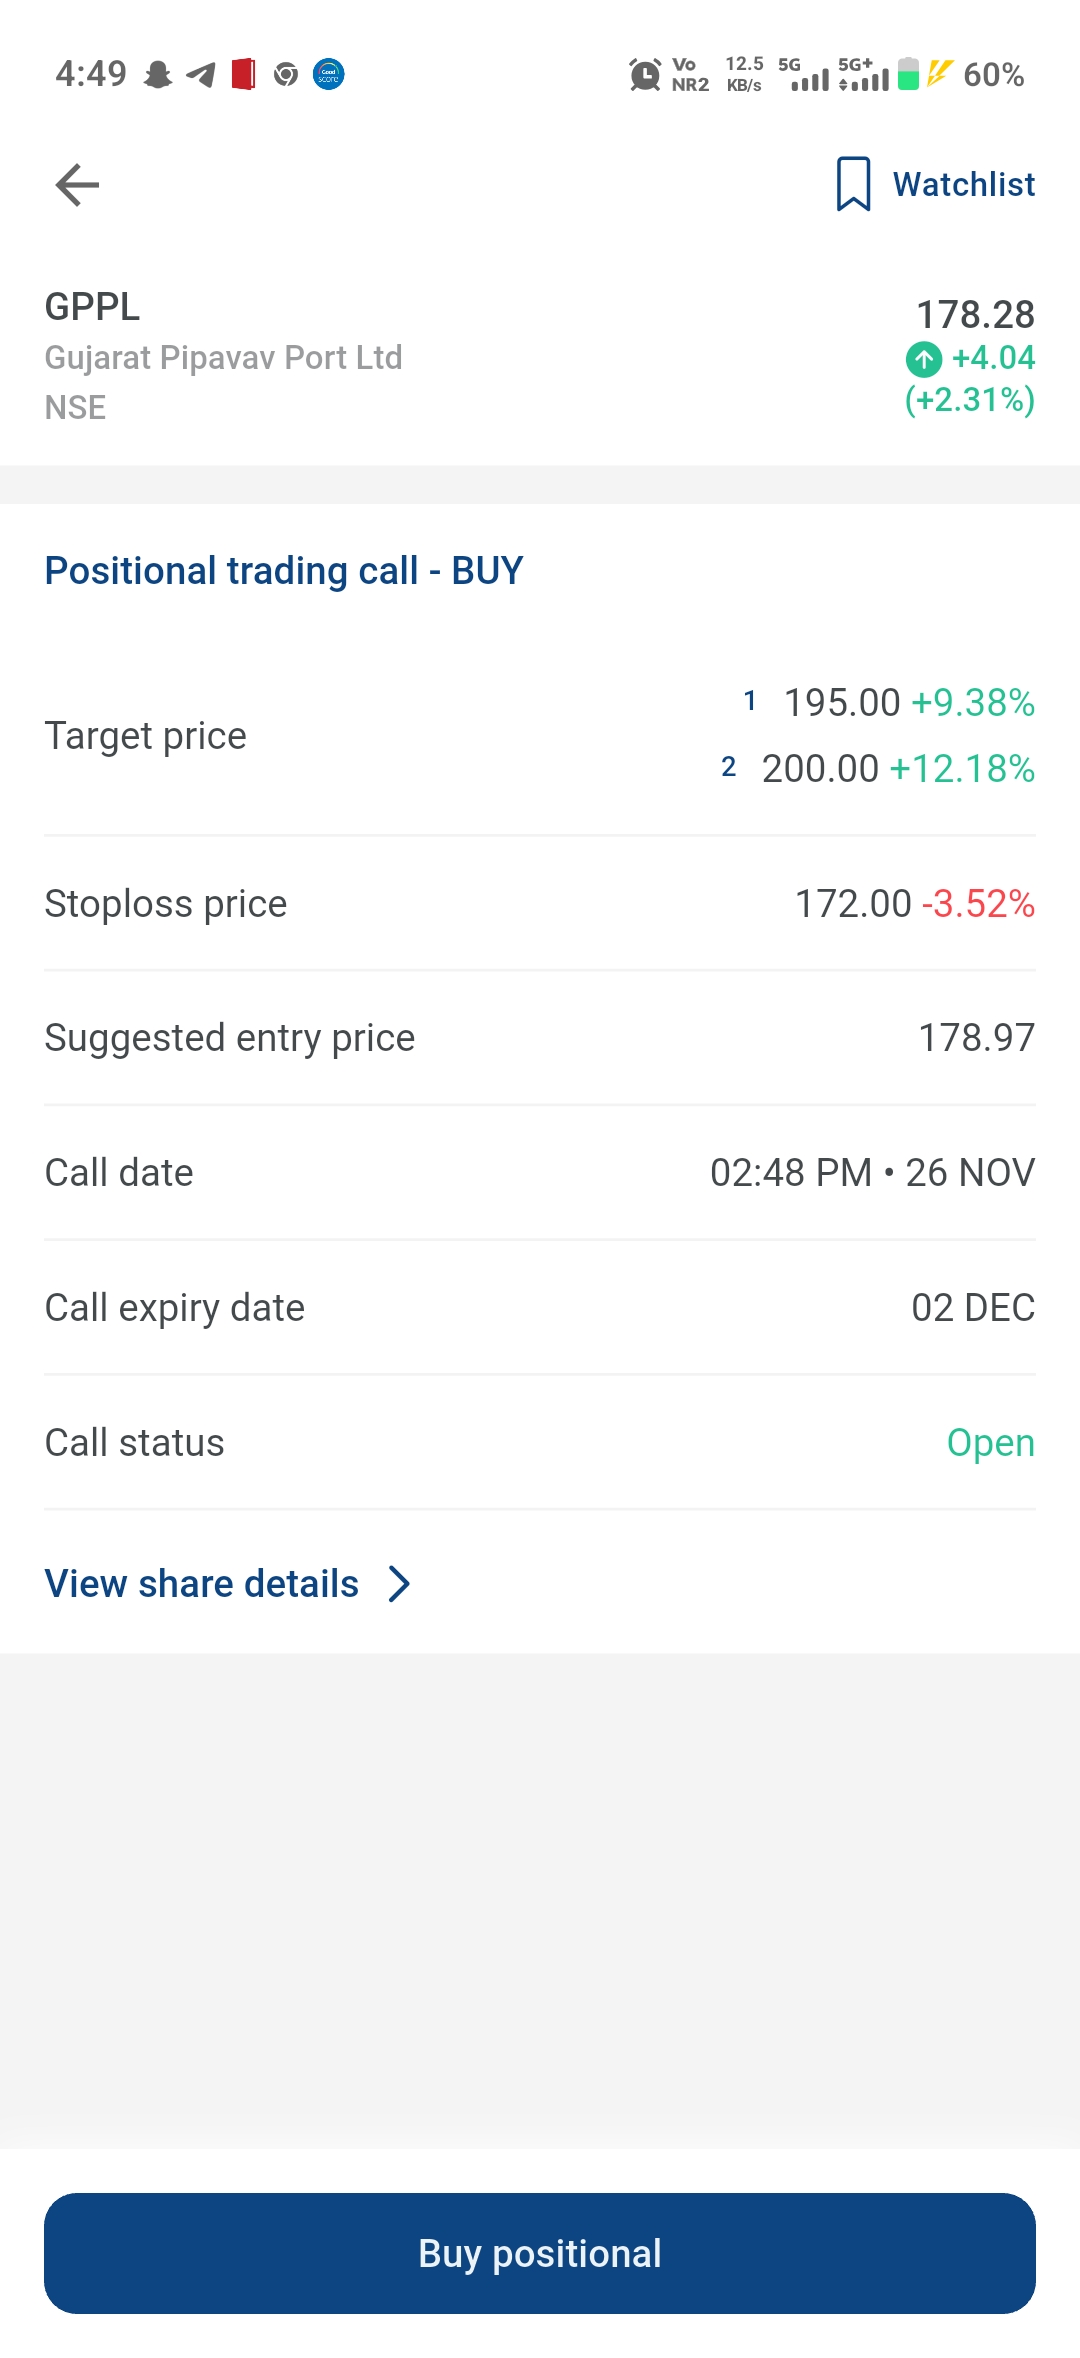 4:49
Good score
Vo NR2
12.5 KB/s
5G
5G+
60%
Watchlist
GPPL
178.28
Gujarat Pipavav Port Ltd
+4.04
NSE
(+2.31%)
Positional trading call - BUY
Target price
1 195.00 +9.38%
2 200.00 +12.18%
Stoploss price 172.00 -3.52%
Suggested entry price 178.97
Call date 02:48 PM • 26 NOV
Call expiry date 02 DEC
Call status Open
View share details
Buy positional